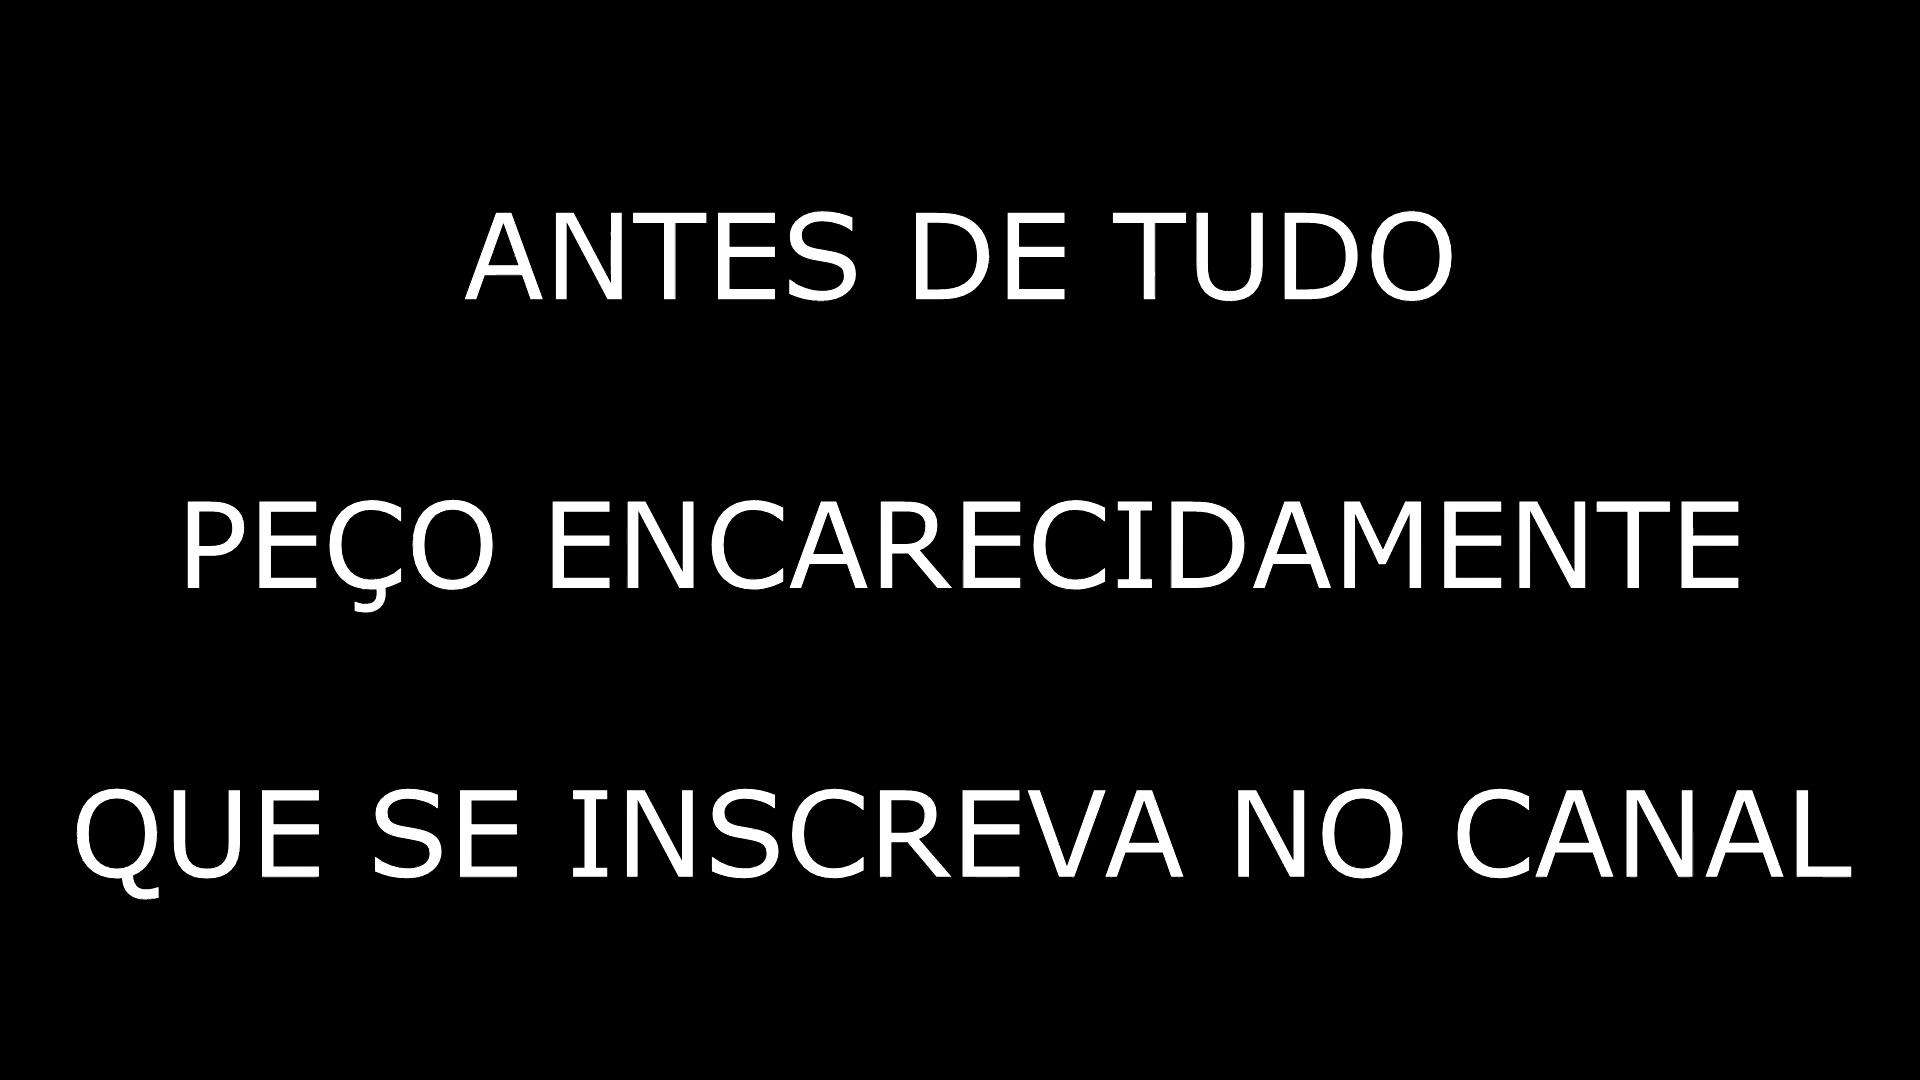 ANTES DE TUDO
PEÇO ENCARECIDAMENTE
QUE SE INSCREVA NO CANAL